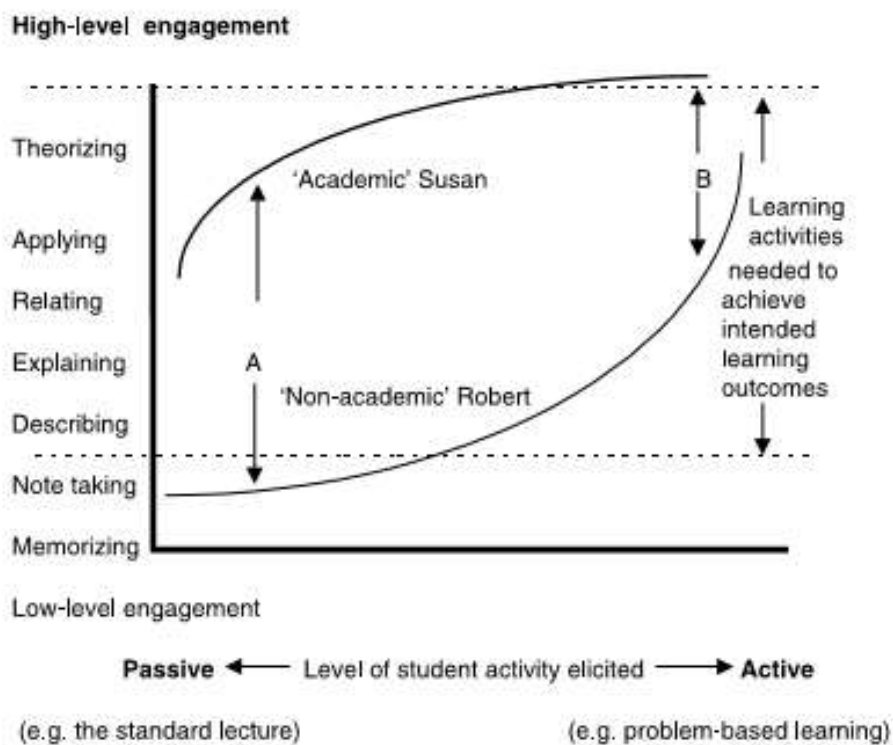 High-level engagement
Theorizing
'Academic' Susan
B
Learning
activities
needed to
achieve
intended
learning
outcomes
Applying
Relating
Explaining
A
'Non-academic' Robert
Describing
Note taking
Memorizing
Low-level engagement
Passive Level of student activity elicited Active
(e.g. the standard lecture) (e.g. problem-based learning)